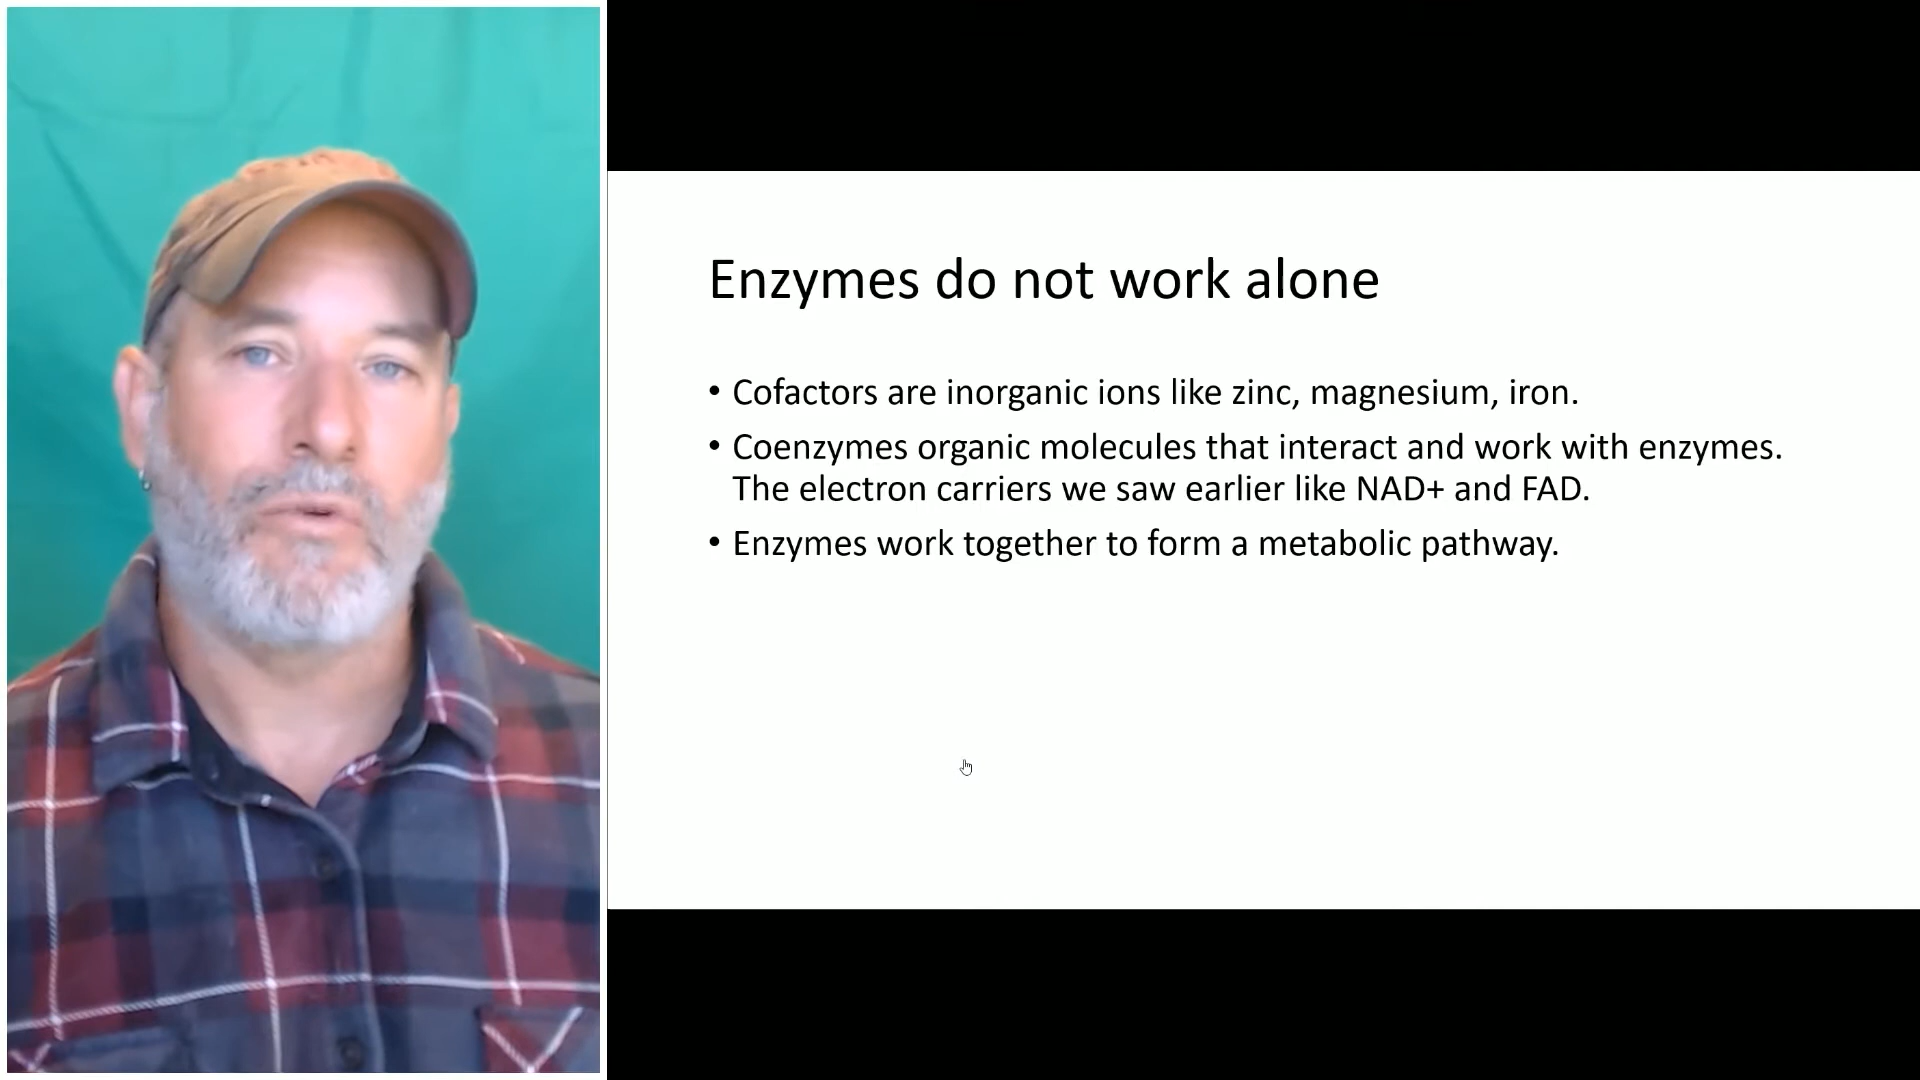 Enzymes do not work alone
• Cofactors are inorganic ions like zinc, magnesium, iron.
• Coenzymes organic molecules that interact and work with enzymes.
The electron carriers we saw earlier like NAD+ and FAD.
• Enzymes work together to form a metabolic pathway.